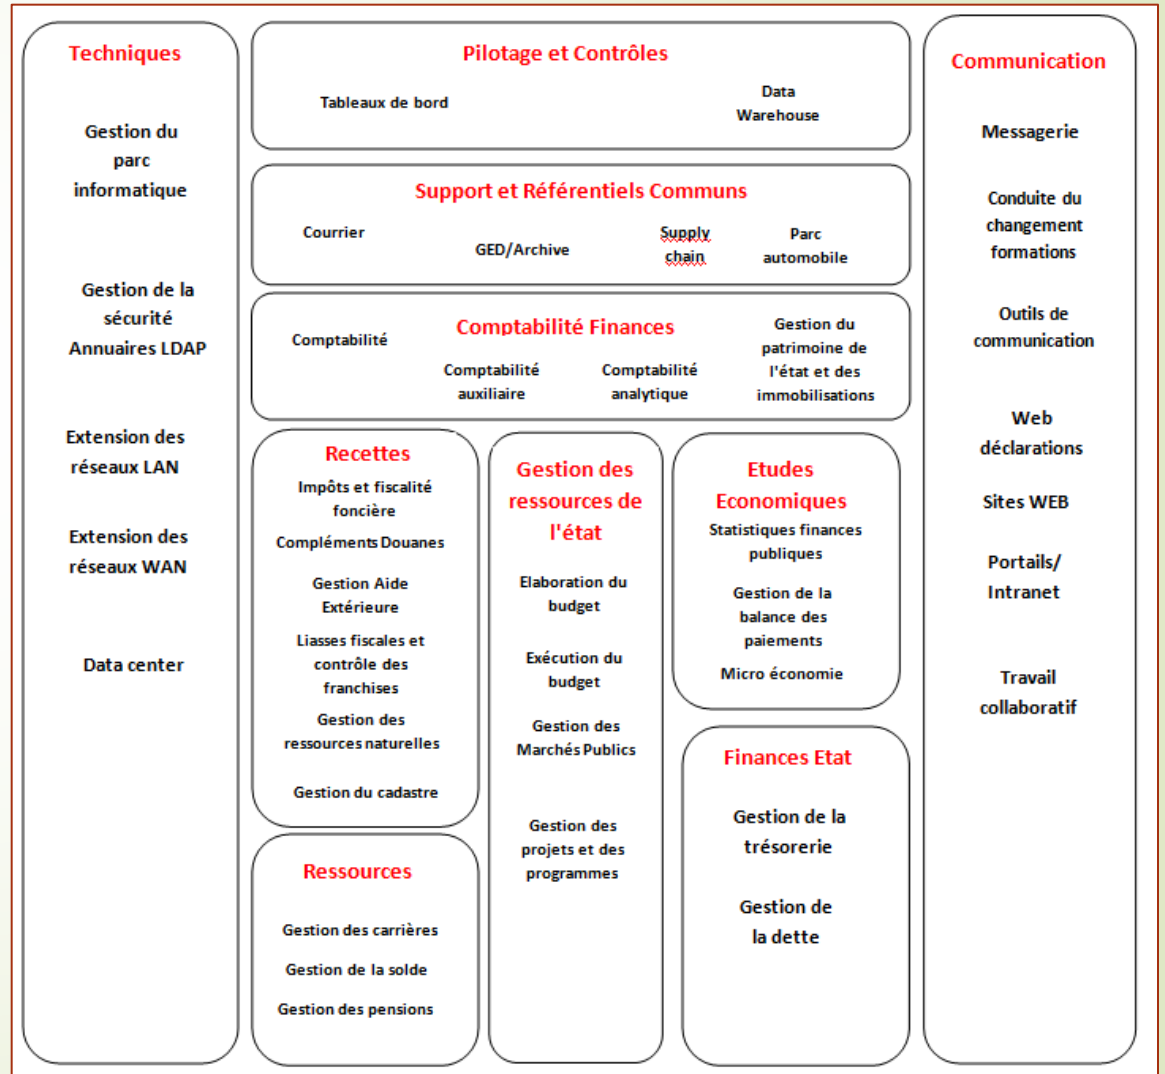 Techniques
Gestion du
parc
informatique
Gestion de la
sécurité
Annuaires LDAP
Extension des
réseaux LAN
Extension des
réseaux WAN
Data center
Pilotage et Contrôles
Tableaux de bord
Data
Warehouse
Support et Référentiels Communs
Courrier
GED/Archive
Supply
chain
Parc
automobile
Comptabilité Finances
Comptabilité
Comptabilité
auxiliaire
Comptabilité
analytique
Gestion du
patrimoine de
l'état et des
immobilisations
Recettes
Impôts et fiscalité
foncière
Compléments Douanes
Gestion Aide
Extérieure
Liasses fiscales et
contrôle des
franchises
Gestion des
ressources naturelles
Gestion du cadastre
Ressources
Gestion des carrières
Gestion de la solde
Gestion des pensions
Gestion des
ressources de
l'état
Elaboration du
budget
Exécution du
budget
Gestion des
Marchés Publics
Gestion des
projets et des
programmes
Etudes
Economiques
Statistiques finances
publiques
Gestion de la
balance des
paiements
Micro économie
Finances Etat
Gestion de la
trésorerie
Gestion de
la dette
Communication
Messagerie
Conduite du
changement
formations
Outils de
communication
Web
déclarations
Sites WEB
Portails/
Intranet
Travail
collaboratif